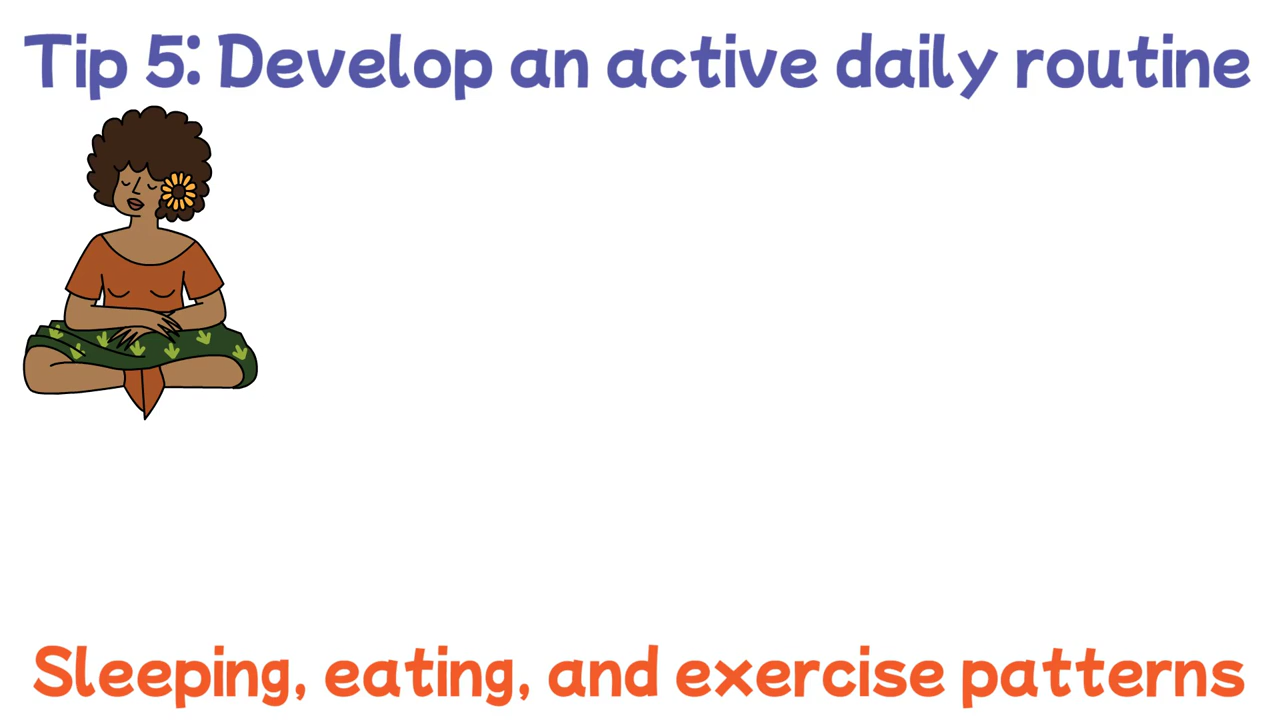 Tip 5: Develop an active daily routine
Sleeping, eating, and exercise patterns